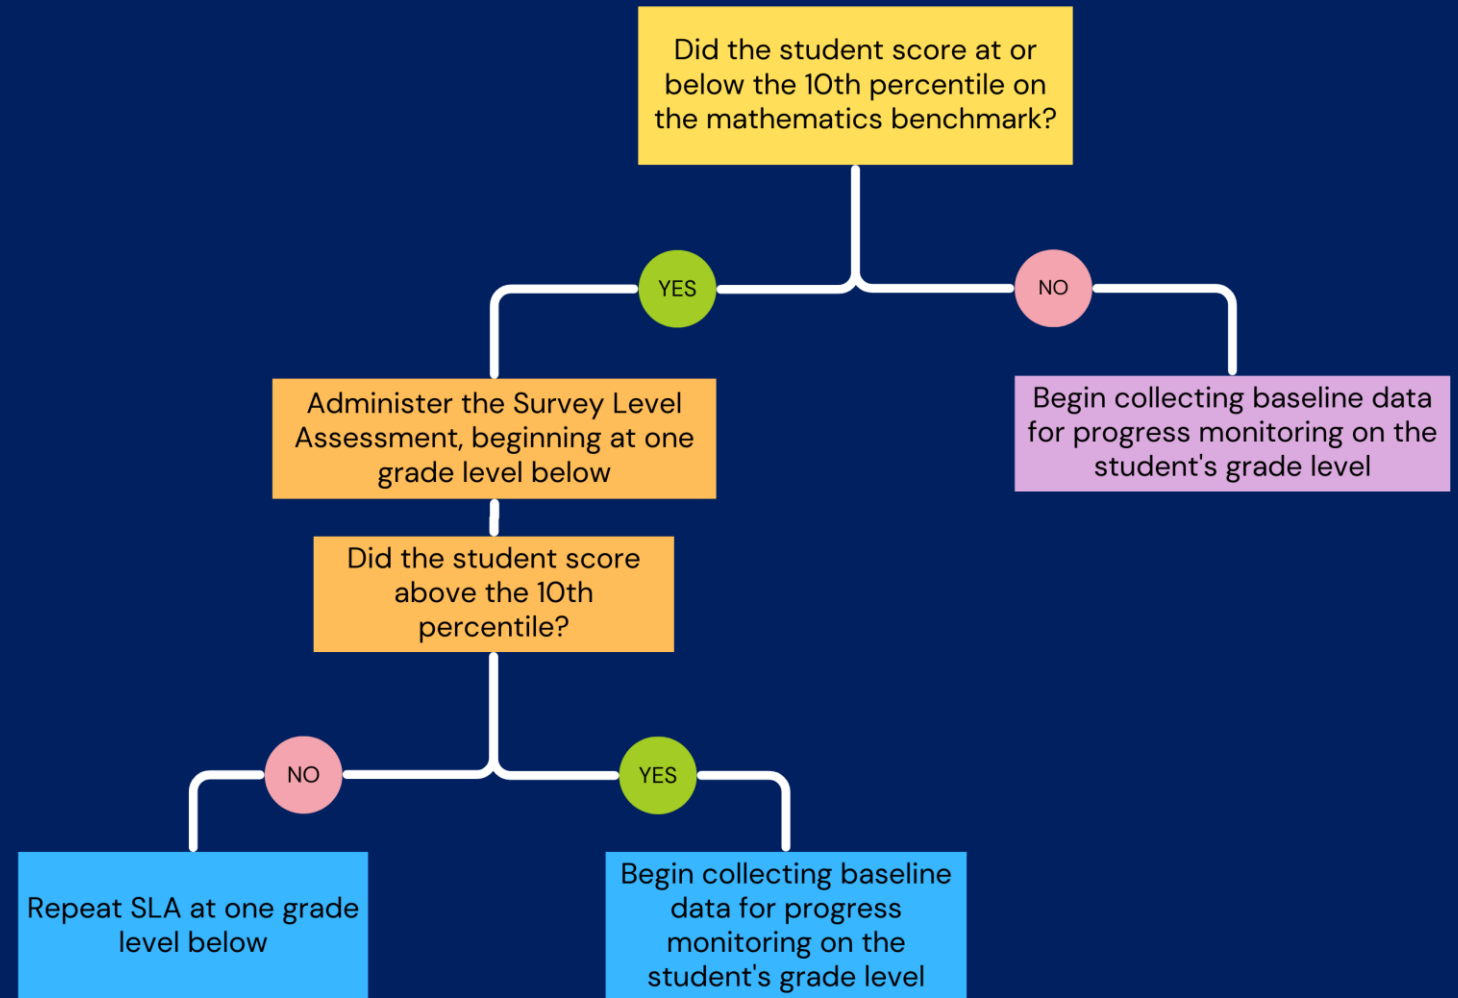 Did the student score at or
below the 10th percentile on
the mathematics benchmark?
YES
NO
Administer the Survey Level
Assessment, beginning at one
grade level below
Begin collecting baseline data
for progress monitoring on the
student's grade level
Did the student score
above the 10th
percentile?
NO
YES
Repeat SLA at one grade
level below
Begin collecting baseline
data for progress
monitoring on the
student's grade level